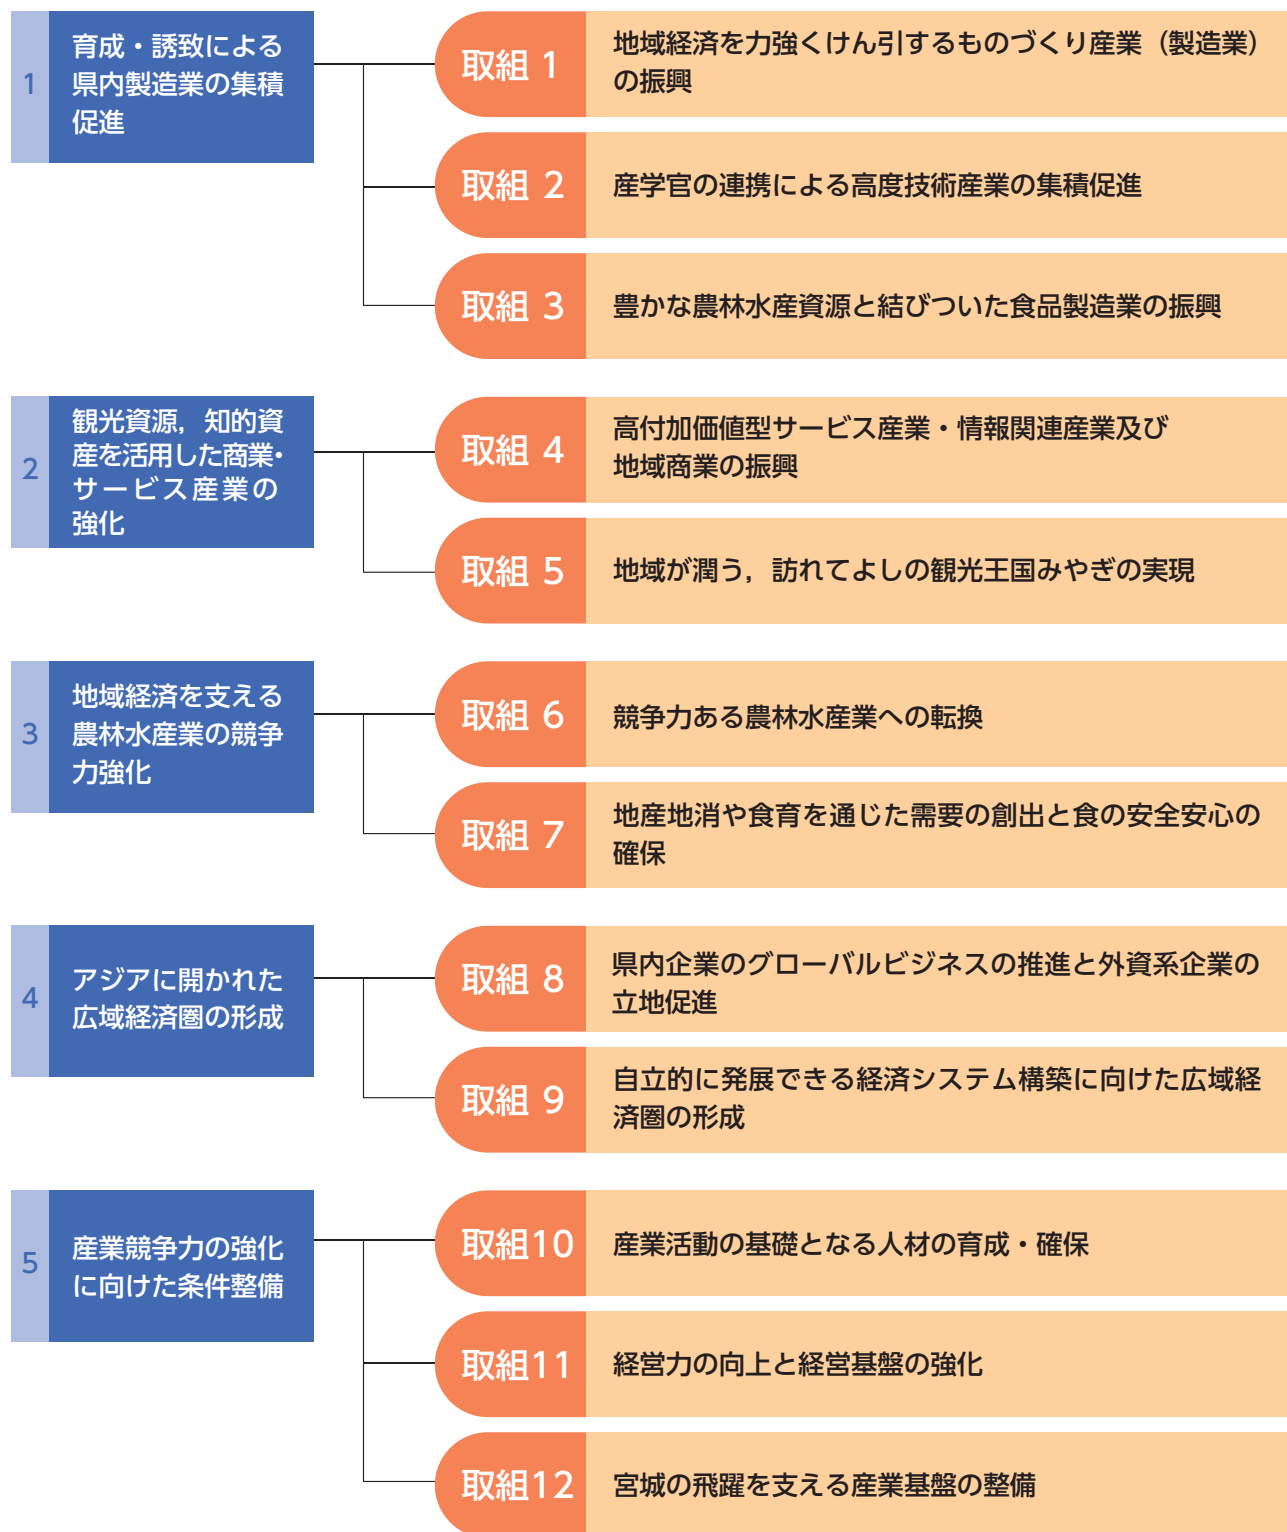 1
育成・誘致による
県内製造業の集積
促進
取組 1
地域経済を力強くけん引するものづくり産業（製造業）
の振興
取組 2
産学官の連携による高度技術産業の集積促進
取組 3
豊かな農林水産資源と結びついた食品製造業の振興
2
観光資源，知的資
産を活用した商業・
サービス産業の
強化
取組 4
高付加価値型サービス産業・情報関連産業及び
地域商業の振興
取組 5
地域が潤う，訪れてよしの観光王国みやぎの実現
3
地域経済を支える
農林水産業の競争
力強化
取組 6
競争力ある農林水産業への転換
取組 7
地産地消や食育を通じた需要の創出と食の安全安心の
確保
4
アジアに開かれた
広域経済圏の形成
取組 8
県内企業のグローバルビジネスの推進と外資系企業の
立地促進
取組 9
自立的に発展できる経済システム構築に向けた広域経
済圏の形成
5
産業競争力の強化
に向けた条件整備
取組10
産業活動の基礎となる人材の育成・確保
取組11
経営力の向上と経営基盤の強化
取組12
宮城の飛躍を支える産業基盤の整備